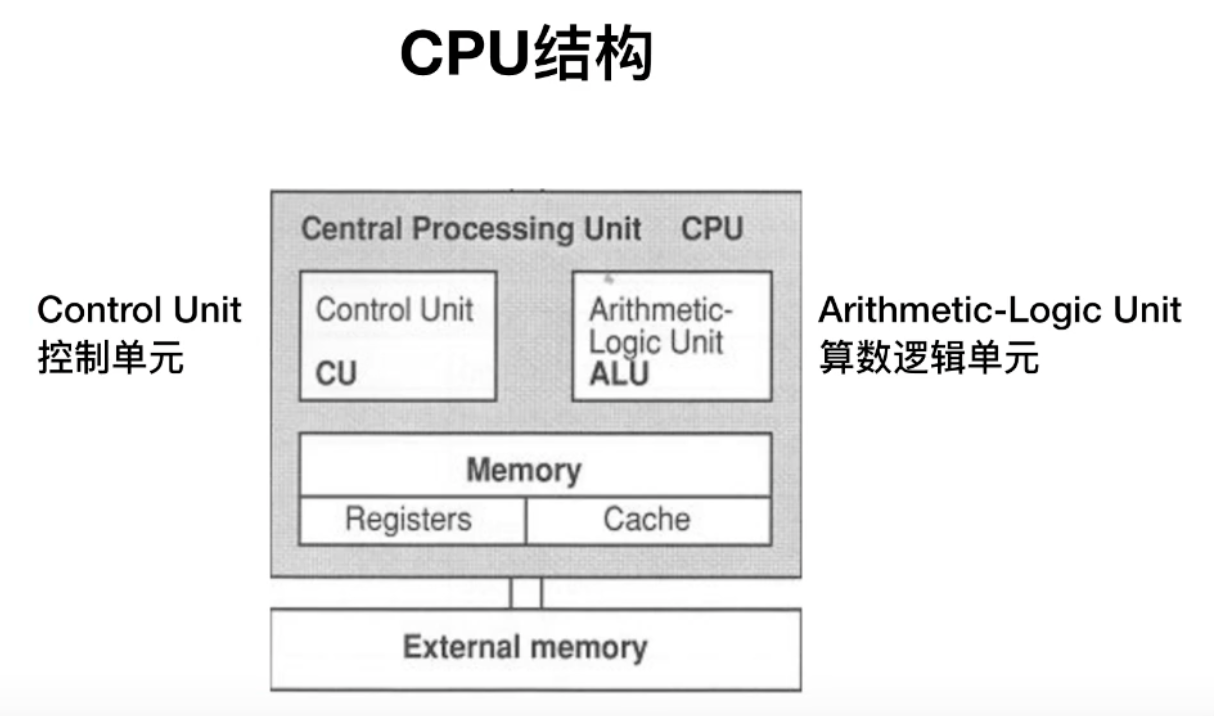 CPU结构
Central Processing Unit CPU
Control Unit
控制单元
Control Unit
CU
Arithmetic-
Logic Unit
ALU
Arithmetic-Logic Unit
算数逻辑单元
Memory
Registers
Cache
External memory